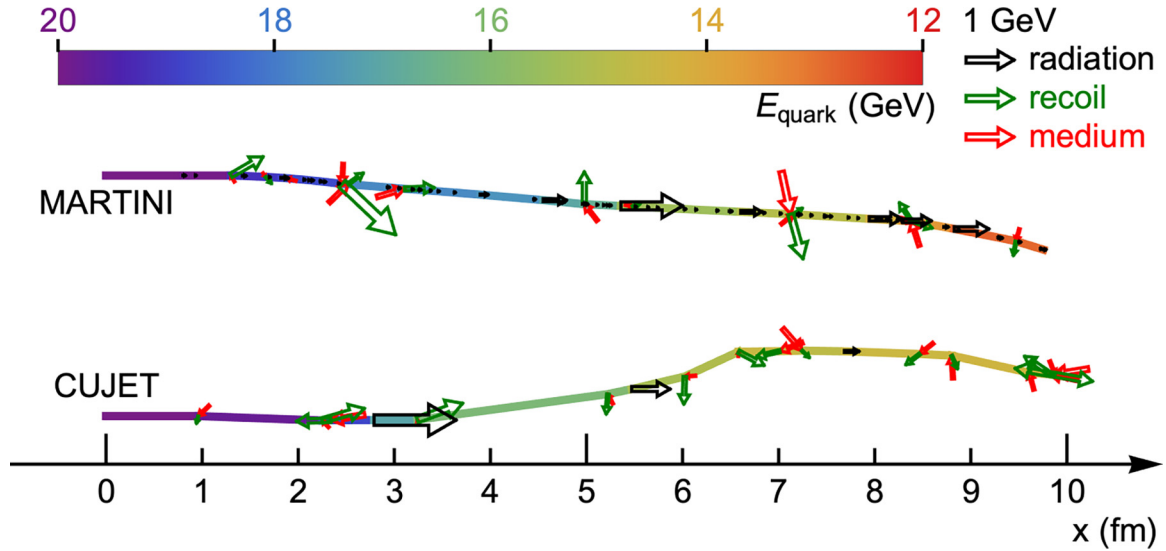 20 18 16 14 12 1 GeV
radiation
E_quark (GeV) recoil
medium
MARTINI
CUJET
0 1 2 3 4 5 6 7 8 9 10
x (fm)